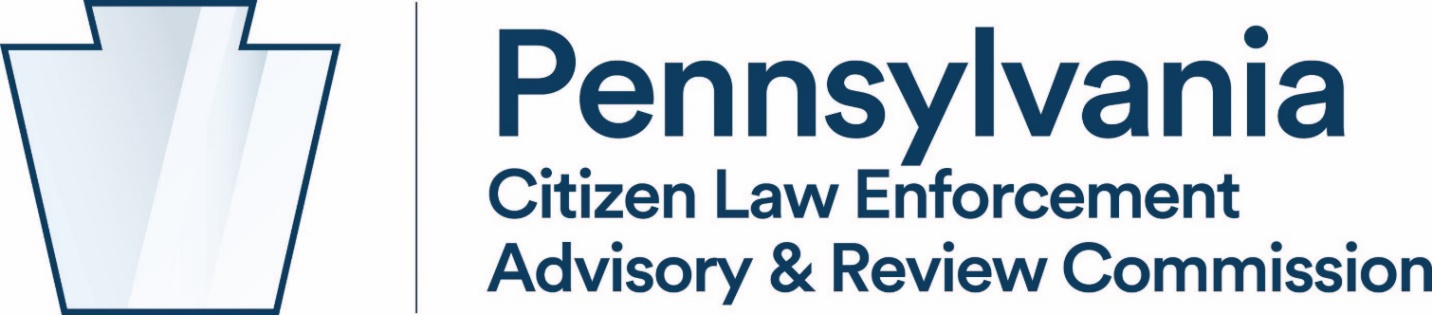 Pennsylvania
Citizen Law Enforcement
Advisory & Review Commission